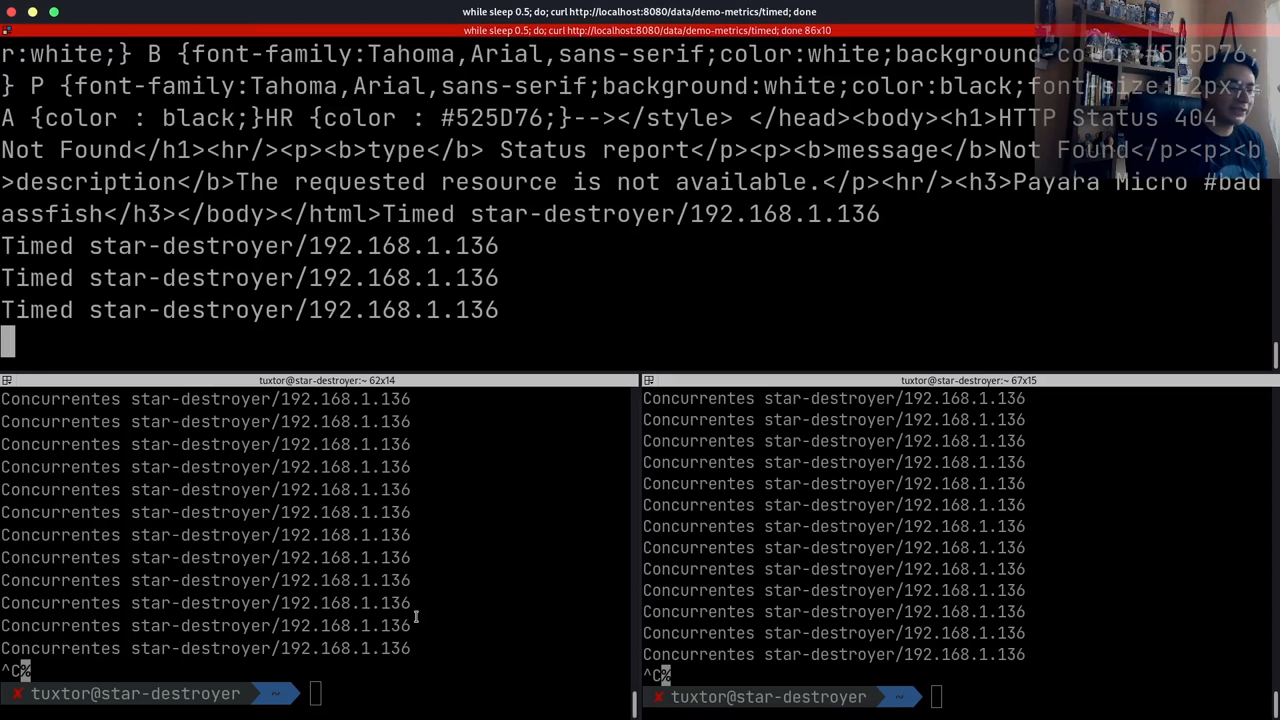 while sleep 0.5; do; curl http://localhost:8080/data/demo-metrics/timed; done
while sleep 0.5; do; curl http://localhost:8080/data/demo-metrics/timed; done 86x10
r:white;} B {font-family:Tahoma,Arial,sans-serif;color:white;background-color:#525D76;
} P {font-family:Tahoma,Arial,sans-serif;background:white;color:black;font-size:12px;}
A {color : black;}HR {color : #525D76;}--></style> </head><body><h1>HTTP Status 404 
Not Found</h1><hr/><p><b>type</b> Status report</p><p><b>message</b>Not Found</p><p><b
>description</b>The requested resource is not available.</p><hr/><h3>Payara Micro #bad
assfish</h3></body></html>Timed star-destroyer/192.168.1.136
Timed star-destroyer/192.168.1.136
Timed star-destroyer/192.168.1.136
Timed star-destroyer/192.168.1.136
tuxtor@star-destroyer:~ 62x14
Concurrentes star-destroyer/192.168.1.136
Concurrentes star-destroyer/192.168.1.136
Concurrentes star-destroyer/192.168.1.136
Concurrentes star-destroyer/192.168.1.136
Concurrentes star-destroyer/192.168.1.136
Concurrentes star-destroyer/192.168.1.136
Concurrentes star-destroyer/192.168.1.136
Concurrentes star-destroyer/192.168.1.136
Concurrentes star-destroyer/192.168.1.136
Concurrentes star-destroyer/192.168.1.136
Concurrentes star-destroyer/192.168.1.136
Concurrentes star-destroyer/192.168.1.136
^C%
✘ tuxtor@star-destroyer ~
tuxtor@star-destroyer:~ 67x15
Concurrentes star-destroyer/192.168.1.136
Concurrentes star-destroyer/192.168.1.136
Concurrentes star-destroyer/192.168.1.136
Concurrentes star-destroyer/192.168.1.136
Concurrentes star-destroyer/192.168.1.136
Concurrentes star-destroyer/192.168.1.136
Concurrentes star-destroyer/192.168.1.136
Concurrentes star-destroyer/192.168.1.136
Concurrentes star-destroyer/192.168.1.136
Concurrentes star-destroyer/192.168.1.136
Concurrentes star-destroyer/192.168.1.136
Concurrentes star-destroyer/192.168.1.136
Concurrentes star-destroyer/192.168.1.136
^C%
✘ tuxtor@star-destroyer ~